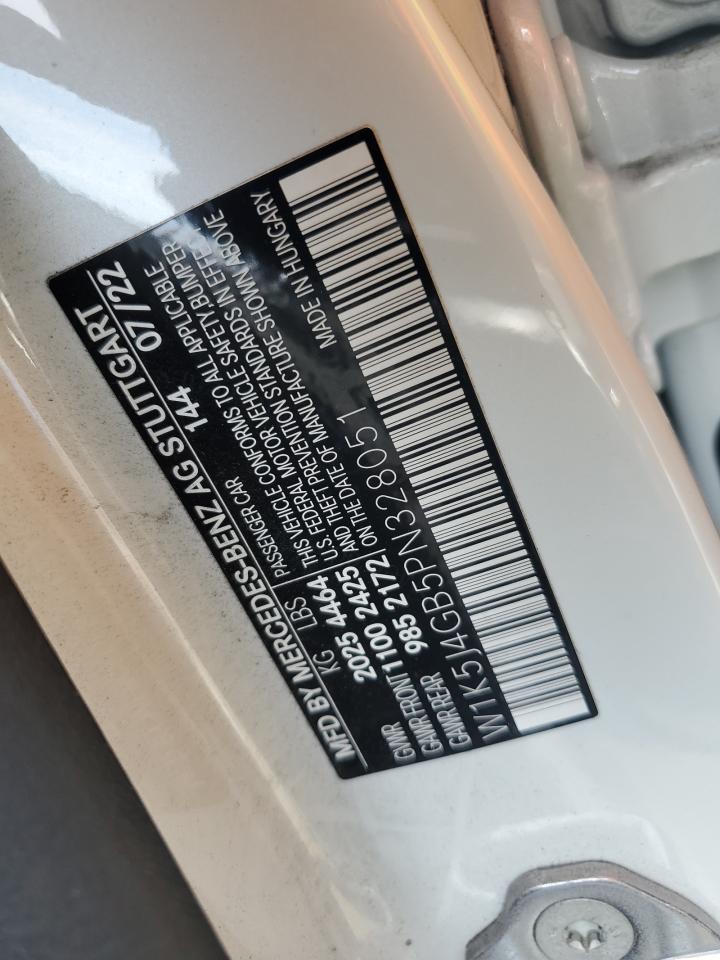 MFD BY MERCEDES-BENZ AG STUTTGART
144 07/22
KG LBS
PASSENGER CAR
GVWR 2025 4464
GAWR FRONT 1100 2425
GAWR REAR 985 2172
THIS VEHICLE CONFORMS TO ALL APPLICABLE
U.S. FEDERAL MOTOR VEHICLE SAFETY BUMPER
AND THEFT PREVENTION STANDARDS IN EFFECT
ON THE DATE OF MANUFACTURE SHOWN ABOVE
W1K5J4GB5PN328051 MADE IN HUNGARY